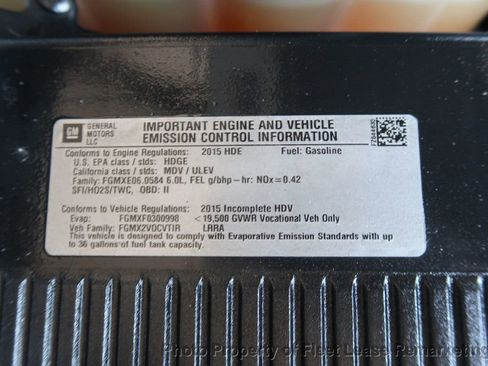 GM GENERAL MOTORS LLC
IMPORTANT ENGINE AND VEHICLE
EMISSION CONTROL INFORMATION
Conforms to Engine Regulations: 2015 HDE Fuel: Gasoline
U.S. EPA class / stds: HDGE
California class / stds: MDV / ULEV
Family: FGMXE06.0584 6.0L, FEL g/bhp-hr: NOx=0.42
SFI/HO2S/TWC, OBD: II
Conforms to Vehicle Regulations: 2015 Incomplete HDV
Evap: FGMXF0300998 <19,500 GVWR Vocational Veh Only
Veh Family: FGMX2VOCVTIR LRRA
This vehicle is designed to comply with Evaporative Emission Standards with up
to 36 gallons of fuel tank capacity.
Photo Property of Fleet Lease Remarketing